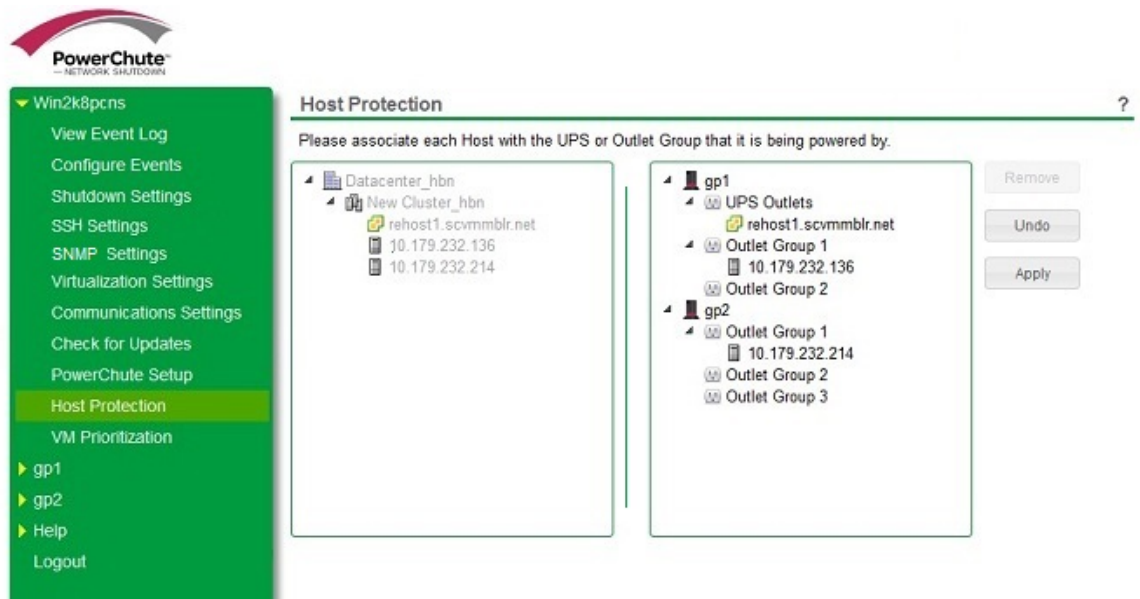 PowerChute™
— NETWORK SHUTDOWN
Win2k8pcns
View Event Log
Configure Events
Shutdown Settings
SSH Settings
SNMP Settings
Virtualization Settings
Communications Settings
Check for Updates
PowerChute Setup
Host Protection
VM Prioritization
gp1
gp2
Help
Logout
Host Protection ?
Please associate each Host with the UPS or Outlet Group that it is being powered by.
Datacenter_hbn
New Cluster_hbn
rehost1.scvmmblr.net
10.179.232.136
10.179.232.214
gp1
UPS Outlets
rehost1.scvmmblr.net
Outlet Group 1
10.179.232.136
Outlet Group 2
gp2
Outlet Group 1
10.179.232.214
Outlet Group 2
Outlet Group 3
Remove
Undo
Apply